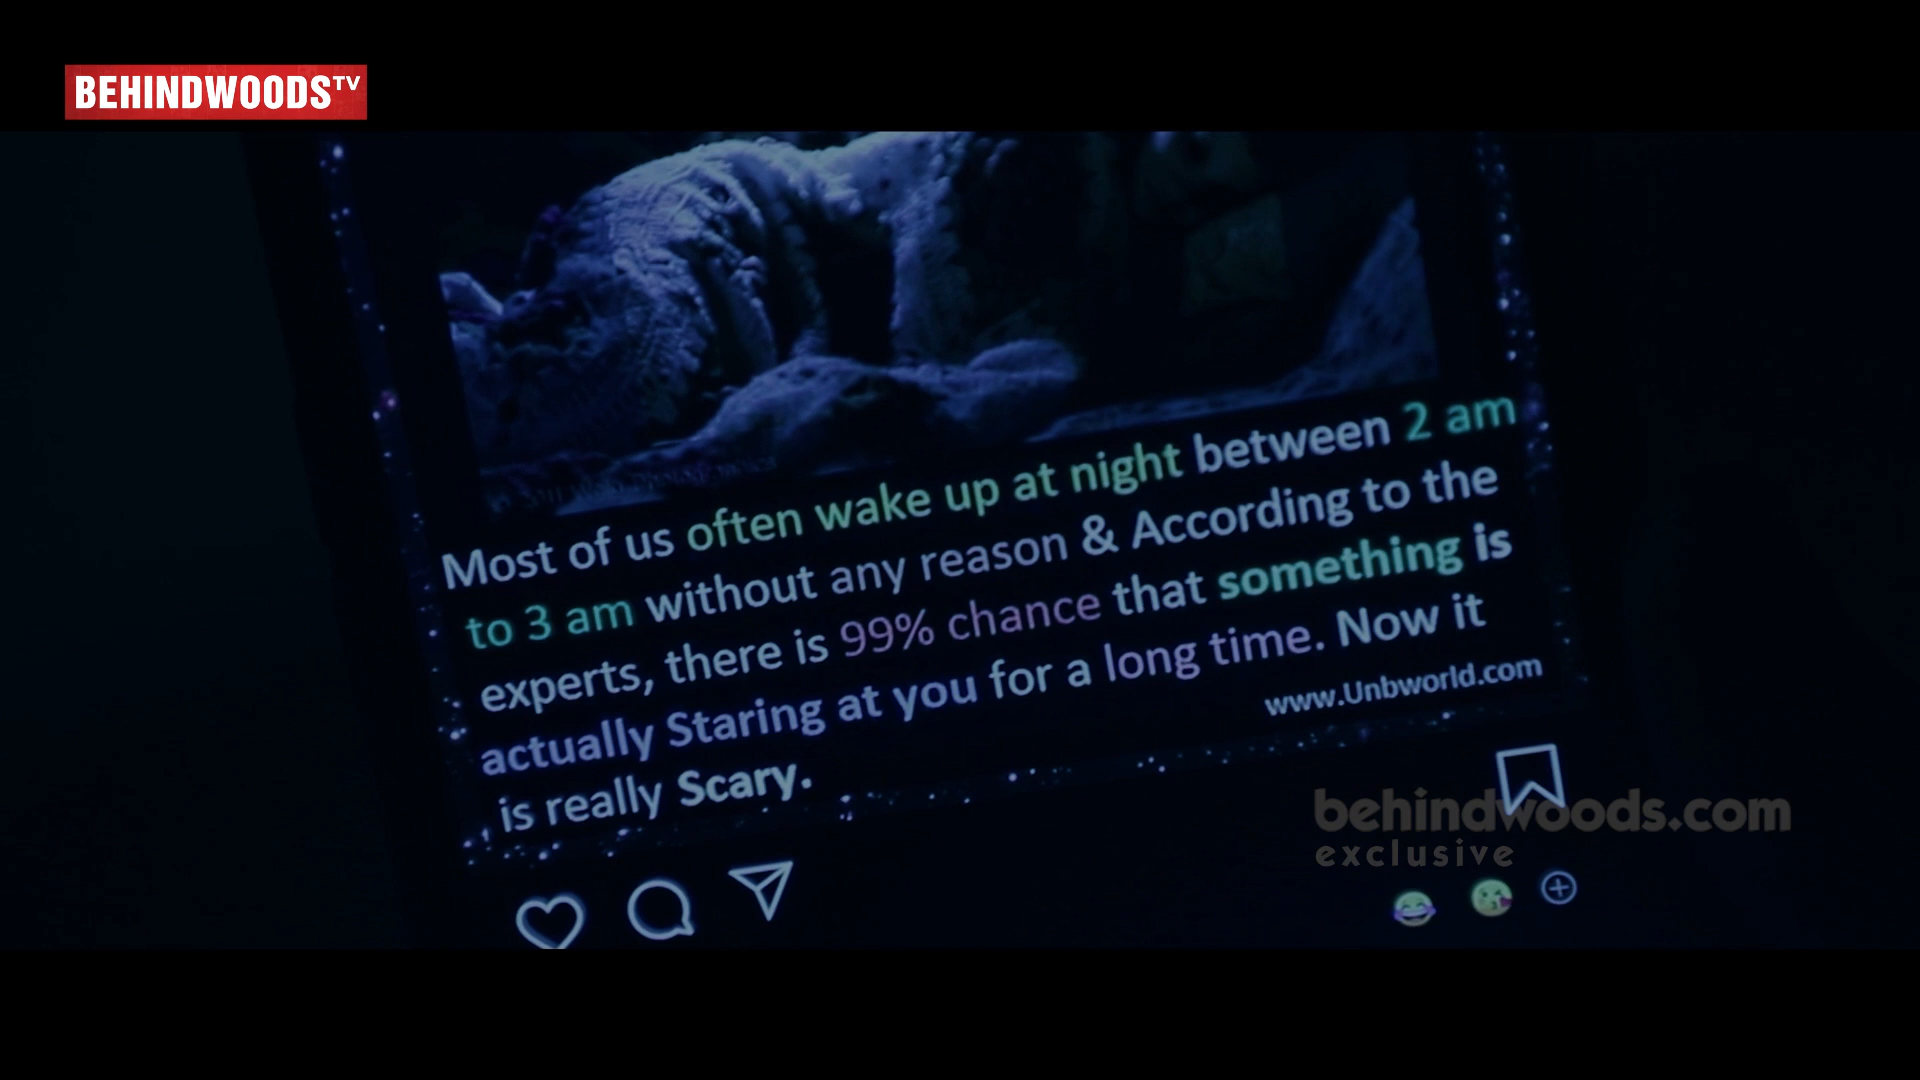 BEHINDWOODS TV
Most of us often wake up at night between 2 am
to 3 am without any reason & According to the
experts, there is 99% chance that something is
actually Staring at you for a long time. Now it
is really Scary.
www.Unbworld.com
behindwoods.com
exclusive